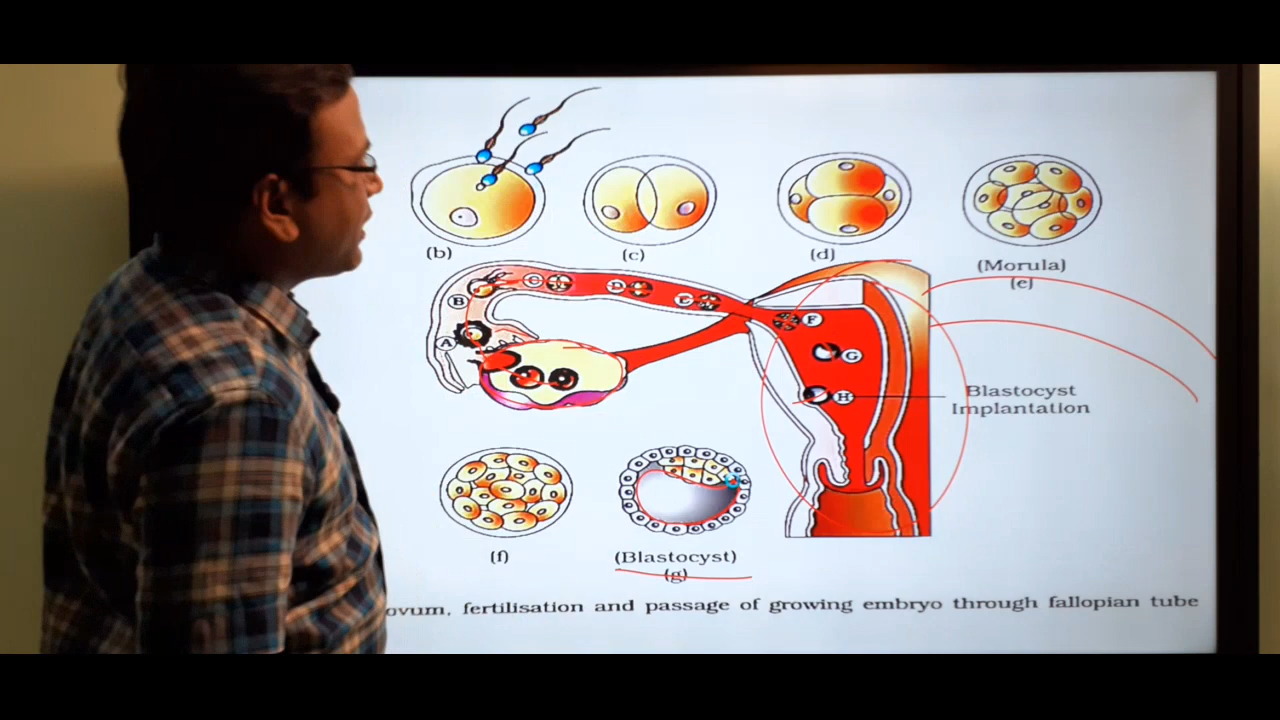 (b) (c) (d) (Morula)
(e)
A B C D E F G H
Blastocyst
Implantation
(f) (Blastocyst)
(g)
ovum, fertilisation and passage of growing embryo through fallopian tube